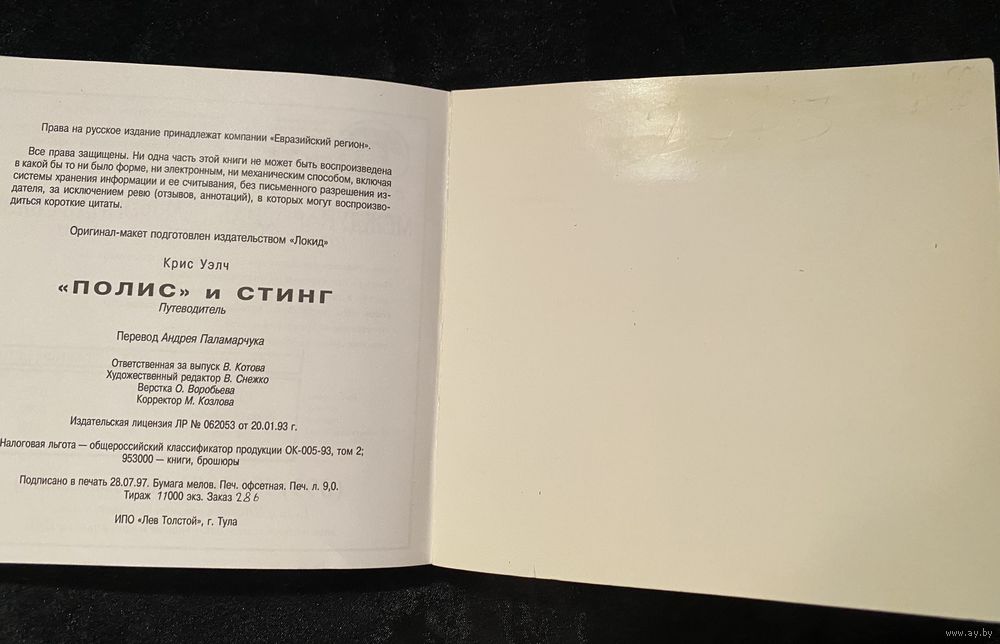 Права на русское издание принадлежат компании «Евразийский регион».
Все права защищены. Ни одна часть этой книги не может быть воспроизведена
в какой бы то ни было форме, ни электронным, ни механическим способом, включая
системы хранения информации и ее считывания, без письменного разрешения из-
дателя, за исключением ревю (отзывов, аннотаций), в которых могут воспроизво-
диться короткие цитаты.
Оригинал-макет подготовлен издательством «Локид»
Крис Уэлч
«ПОЛИС» и СТИНГ
Путеводитель
Перевод Андрея Паламарчука
Ответственная за выпуск В. Котова
Художественный редактор В. Снежко
Верстка О. Воробьева
Корректор М. Козлова
Издательская лицензия ЛР № 062053 от 20.01.93 г.
Налоговая льгота — общероссийский классификатор продукции ОК-005-93, том 2;
953000 — книги, брошюры
Подписано в печать 28.07.97. Бумага мелов. Печ. офсетная. Печ. л. 9,0.
Тираж 11000 экз. Заказ 286
ИПО «Лев Толстой», г. Тула
www.ay.by